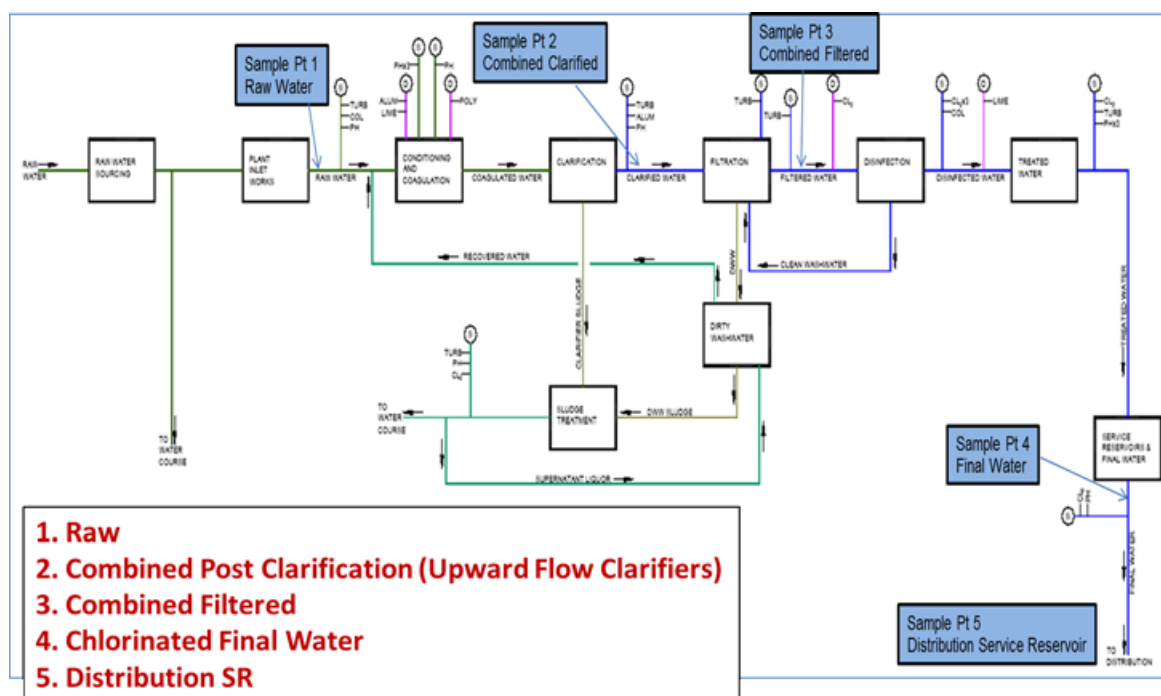 Sample Pt 1
Raw Water
Sample Pt 2
Combined Clarified
Sample Pt 3
Combined Filtered
S
S
S
S
S
S
S
S
D
D
D
D
TURB
COL
PH
PHx3
PH
ALUM
LIME
POLY
TURB
ALUM
PH
TURB
TURB
CL₂
CL₂x3
COL
LIME
CL₂
TURB
PHx3
RAW
WATER
RAW WATER
SOURCING
PLANT
INLET
WORKS
RAW WATER
CONDITIONING
AND
COAGULATION
COAGULATED WATER
CLARIFICATION
CLARIFIED WATER
FILTRATION
FILTERED WATER
DISINFECTION
DISINFECTED WATER
TREATED
WATER
RECOVERED WATER
CLEAN WASHWATER
DWW
CLARIFIER SLUDGE
TREATED WATER
DIRTY
WASHWATER
S
TURB
PH
CL₂
TO
WATER
COURSE
SLUDGE
TREATMENT
DWW SLUDGE
TO
WATER
COURSE
SUPERNATANT LIQUOR
Sample Pt 4
Final Water
SERVICE
RESERVOIRS &
FINAL WATER
CL₂
PH
S
FINAL WATER
Sample Pt 5
Distribution Service Reservoir
TO
DISTRIBUTION
1. Raw
2. Combined Post Clarification (Upward Flow Clarifiers)
3. Combined Filtered
4. Chlorinated Final Water
5. Distribution SR